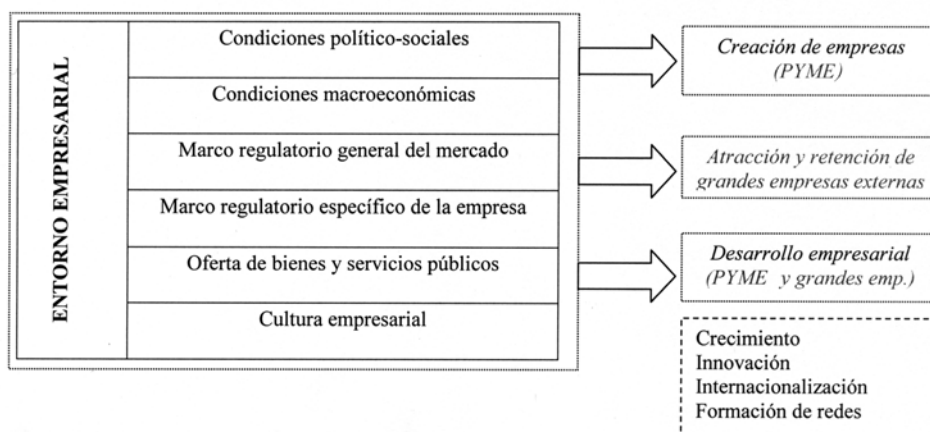 ENTORNO EMPRESARIAL
Condiciones político-sociales
Condiciones macroeconómicas
Marco regulatorio general del mercado
Marco regulatorio específico de la empresa
Oferta de bienes y servicios públicos
Cultura empresarial
Creación de empresas
(PYME)
Atracción y retención de
grandes empresas externas
Desarrollo empresarial
(PYME y grandes emp.)
Crecimiento
Innovación
Internacionalización
Formación de redes